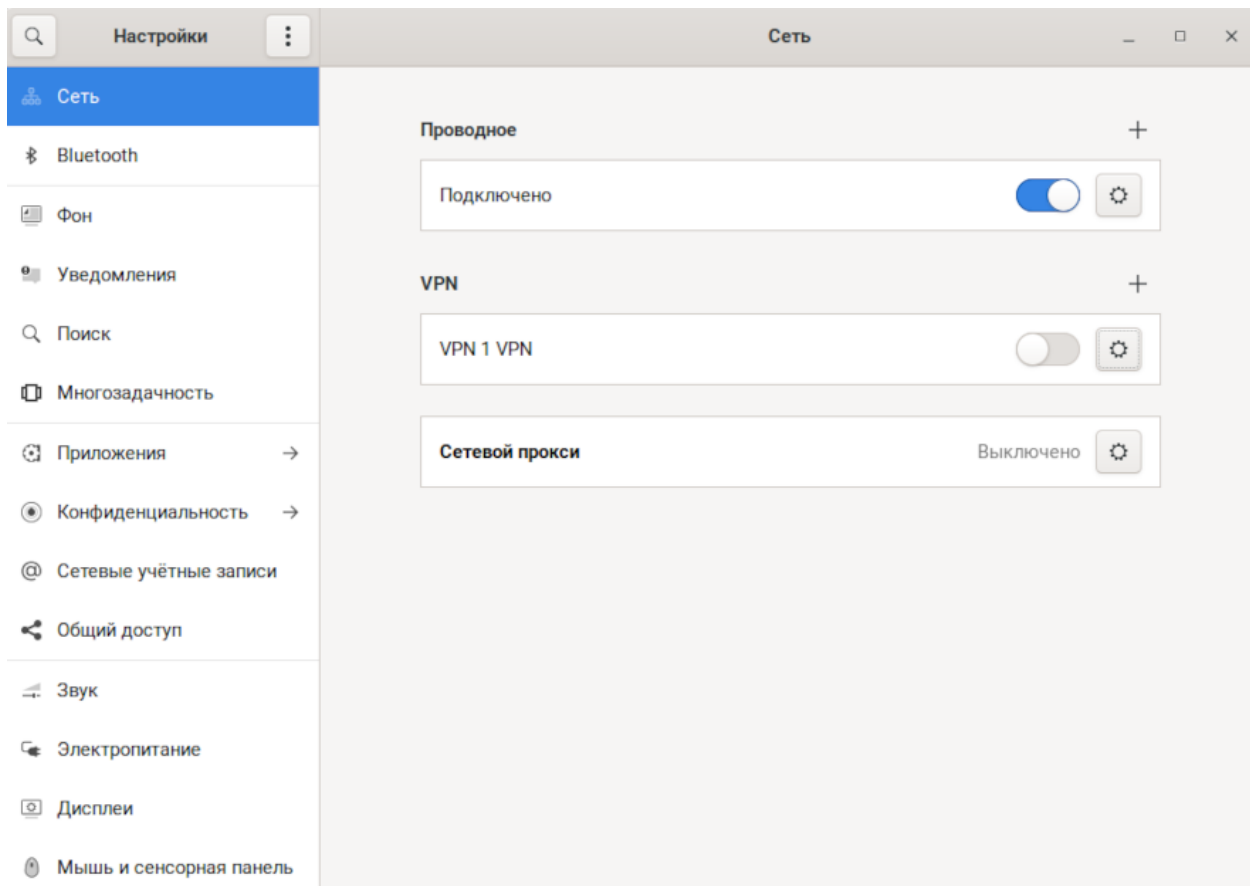 Настройки
Сеть
Сеть
Bluetooth
Фон
Уведомления
Поиск
Многозадачность
Приложения
Конфиденциальность
Сетевые учётные записи
Общий доступ
Звук
Электропитание
Дисплеи
Мышь и сенсорная панель
Проводное
Подключено
VPN
VPN 1 VPN
Сетевой прокси Выключено